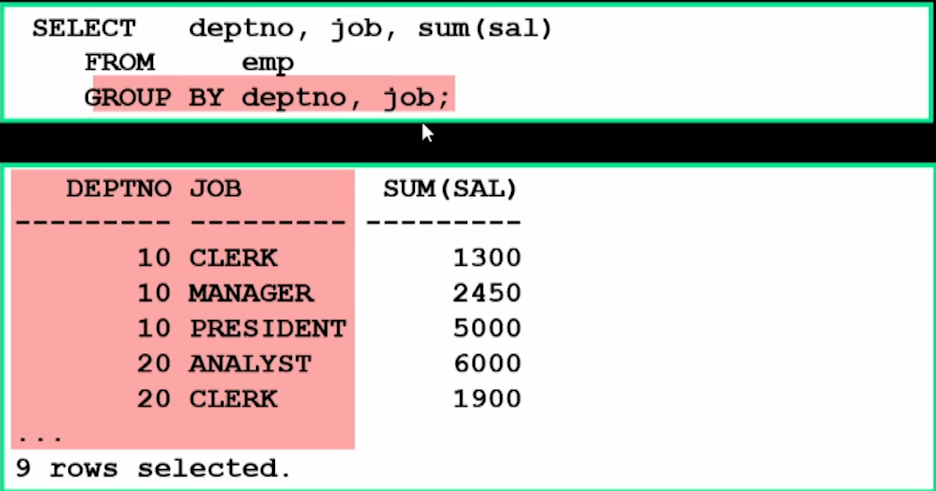 SELECT deptno, job, sum(sal)
FROM emp
GROUP BY deptno, job;
DEPTNO JOB SUM(SAL)
--------- --------- ---------
10 CLERK 1300
10 MANAGER 2450
10 PRESIDENT 5000
20 ANALYST 6000
20 CLERK 1900
...
9 rows selected.